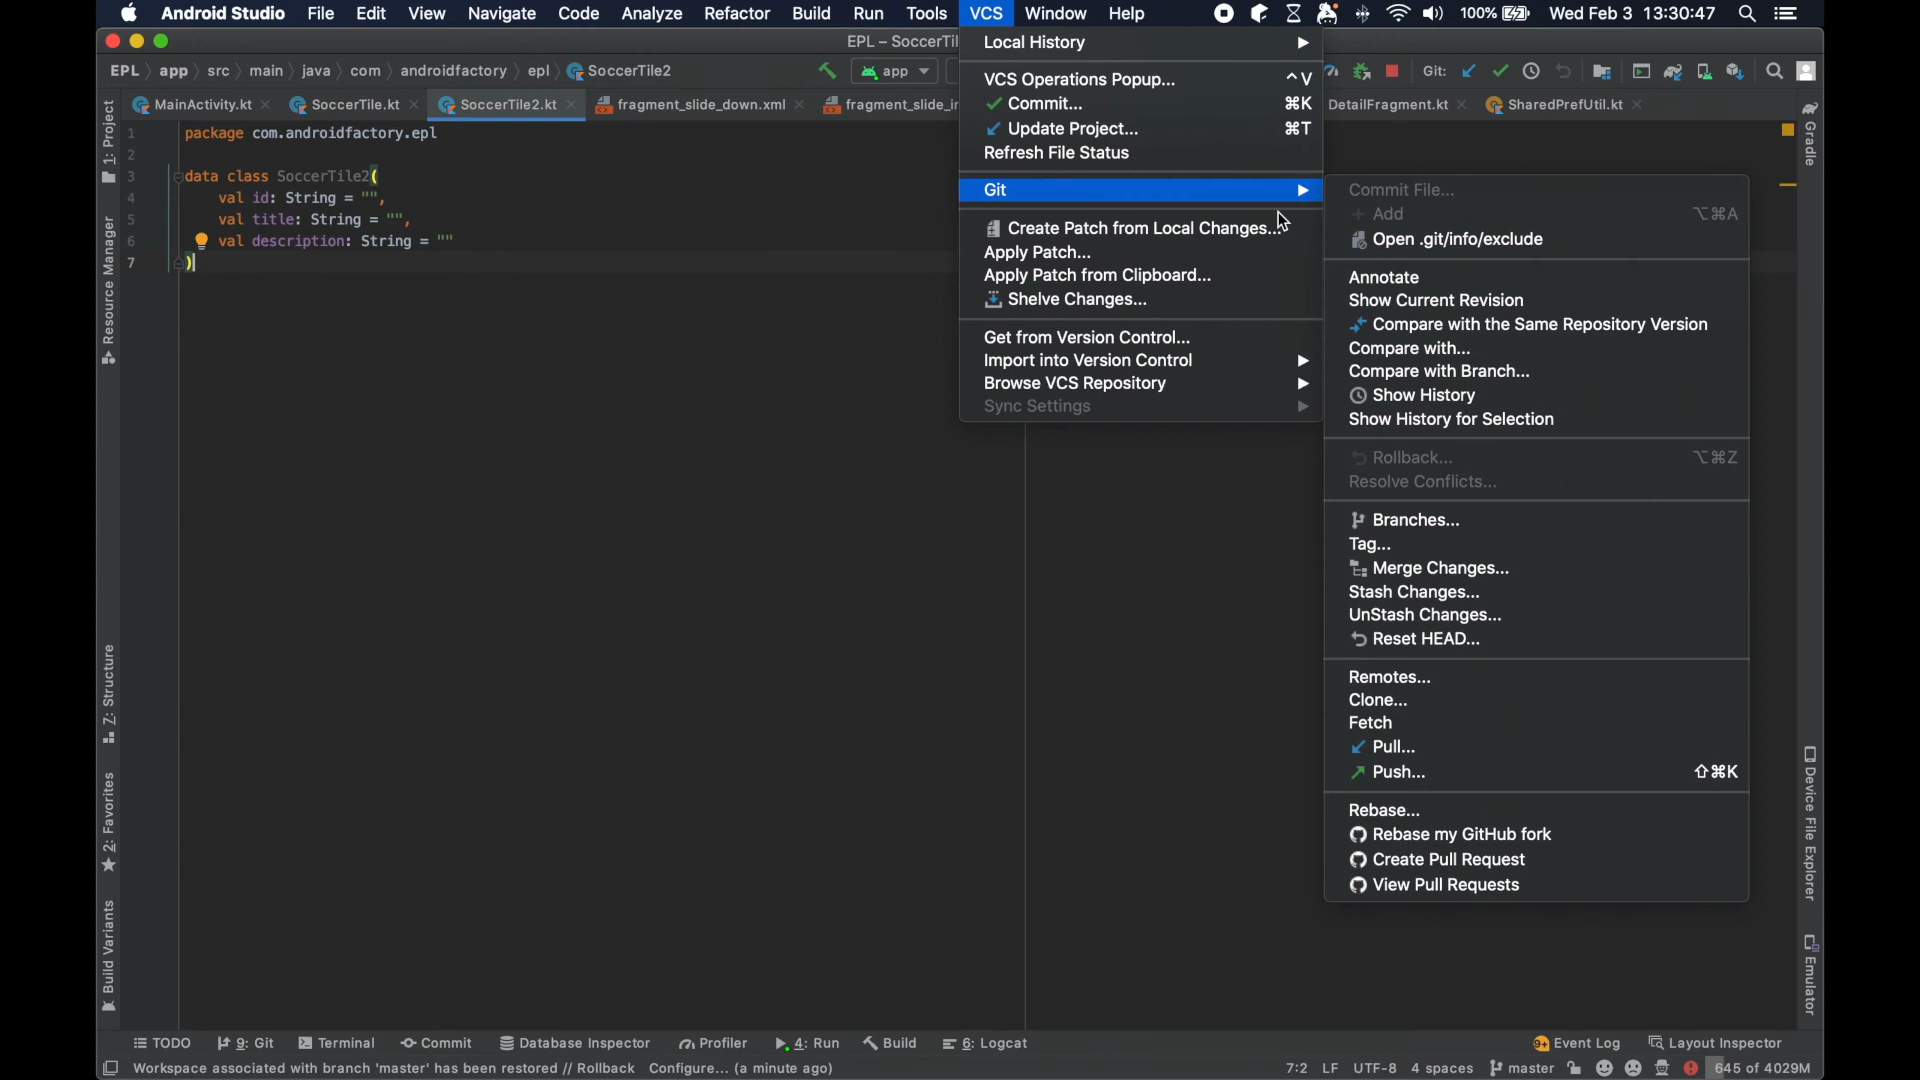 Android Studio File Edit View Navigate Code Analyze Refactor Build Run Tools VCS Window Help 100% Wed Feb 3 13:30:47
EPL – SoccerTil
EPL app src main java com androidfactory epl SoccerTile2 app Git:
MainActivity.kt SoccerTile.kt SoccerTile2.kt fragment_slide_down.xml fragment_slide_in DetailFragment.kt SharedPrefUtil.kt
1 package com.androidfactory.epl
2
3 data class SoccerTile2(
4 val id: String = "",
5 val title: String = "",
6 val description: String = ""
7 )
Local History
VCS Operations Popup... ^V
Commit... ⌘K
Update Project... ⌘T
Refresh File Status
Git
Create Patch from Local Changes...
Apply Patch...
Apply Patch from Clipboard...
Shelve Changes...
Get from Version Control...
Import into Version Control
Browse VCS Repository
Sync Settings
Commit File...
Add ⌥⌘A
Open .git/info/exclude
Annotate
Show Current Revision
Compare with the Same Repository Version
Compare with...
Compare with Branch...
Show History
Show History for Selection
Rollback... ⌥⌘Z
Resolve Conflicts...
Branches...
Tag...
Merge Changes...
Stash Changes...
UnStash Changes...
Reset HEAD...
Remotes...
Clone...
Fetch
Pull...
Push... ⇧⌘K
Rebase...
Rebase my GitHub fork
Create Pull Request
View Pull Requests
1: Project
Resource Manager
Z: Structure
2: Favorites
Build Variants
Gradle
Device File Explorer
Emulator
TODO 9: Git Terminal Commit Database Inspector Profiler 4: Run Build 6: Logcat 9+ Event Log Layout Inspector
Workspace associated with branch 'master' has been restored // Rollback Configure... (a minute ago) 7:2 LF UTF-8 4 spaces master 645 of 4029M